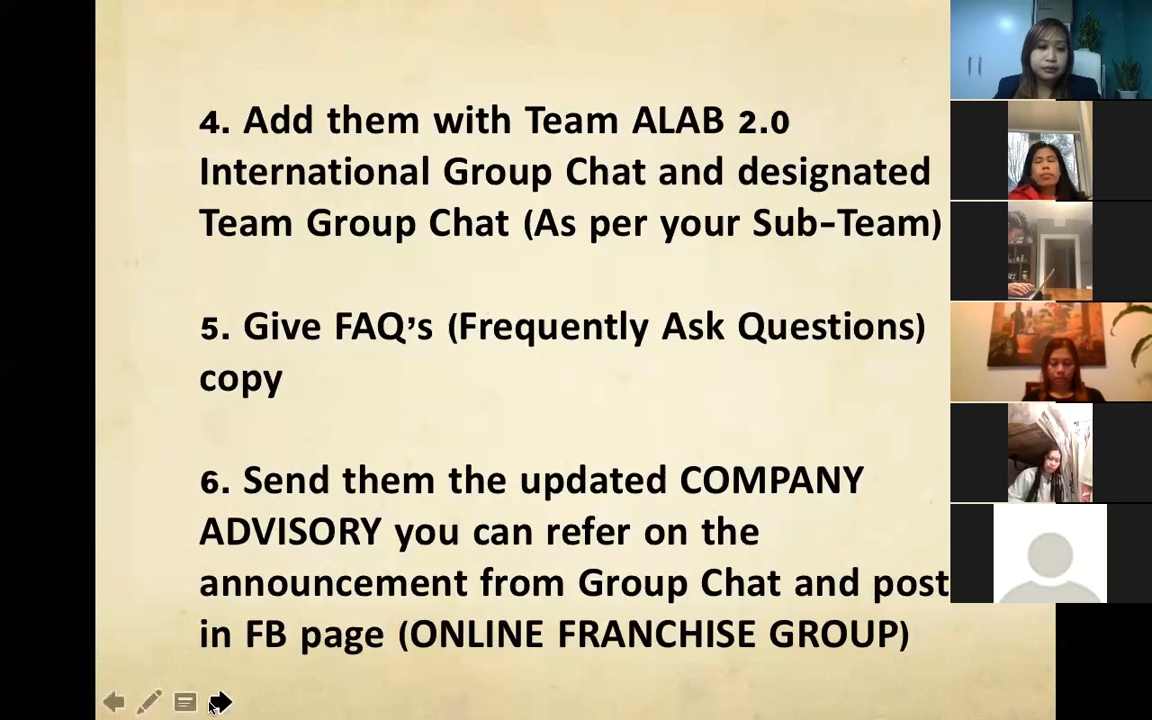 4. Add them with Team ALAB 2.0
International Group Chat and designated
Team Group Chat (As per your Sub-Team)
5. Give FAQ's (Frequently Ask Questions)
copy
6. Send them the updated COMPANY
ADVISORY you can refer on the
announcement from Group Chat and post
in FB page (ONLINE FRANCHISE GROUP)